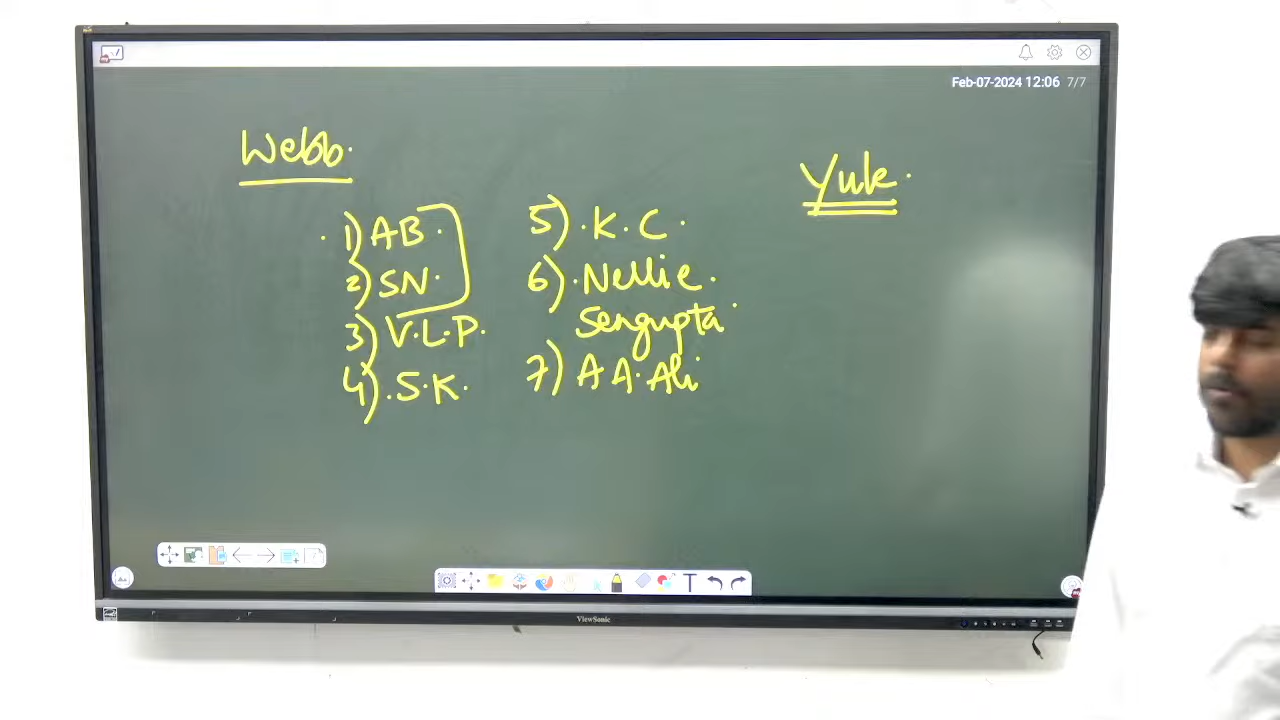 Feb-07-2024 12:06 7/7
Webb.
1) AB.
2) SN.
3) V.L.P.
4) .S.K.
5) .K.C.
6) .Nellie.
Sengupta
7) A A. Ali
Yule.
ViewSonic